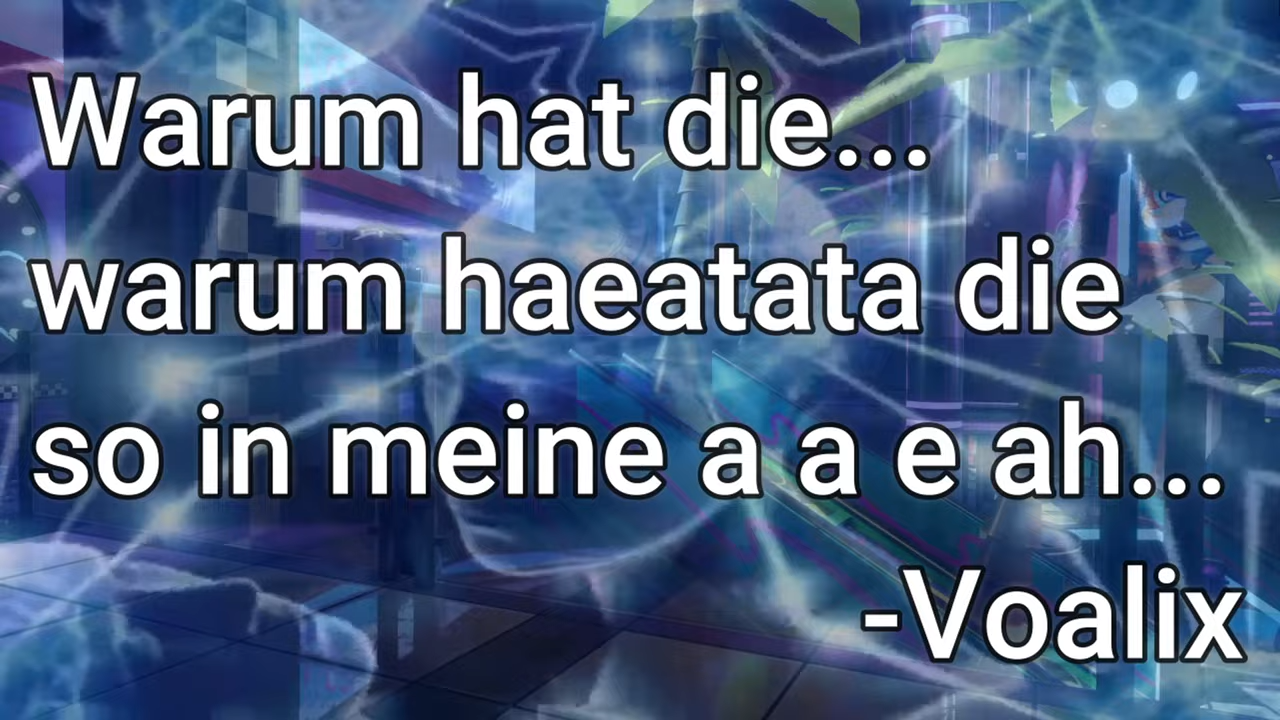 Warum hat die...
warum haeatata die
so in meine a a e ah...
-Voalix